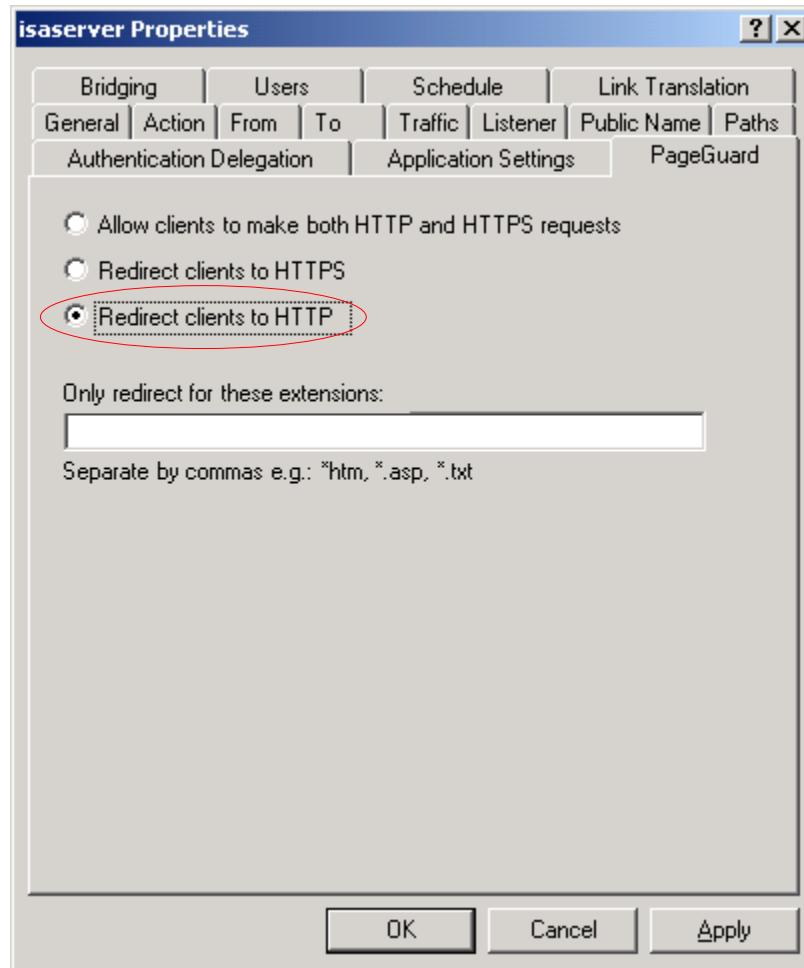 isaserver Properties
? X
Bridging Users Schedule Link Translation
General Action From To Traffic Listener Public Name Paths
Authentication Delegation Application Settings PageGuard
Allow clients to make both HTTP and HTTPS requests
Redirect clients to HTTPS
Redirect clients to HTTP
Only redirect for these extensions:
Separate by commas e.g.: *htm, *.asp, *.txt
OK Cancel Apply